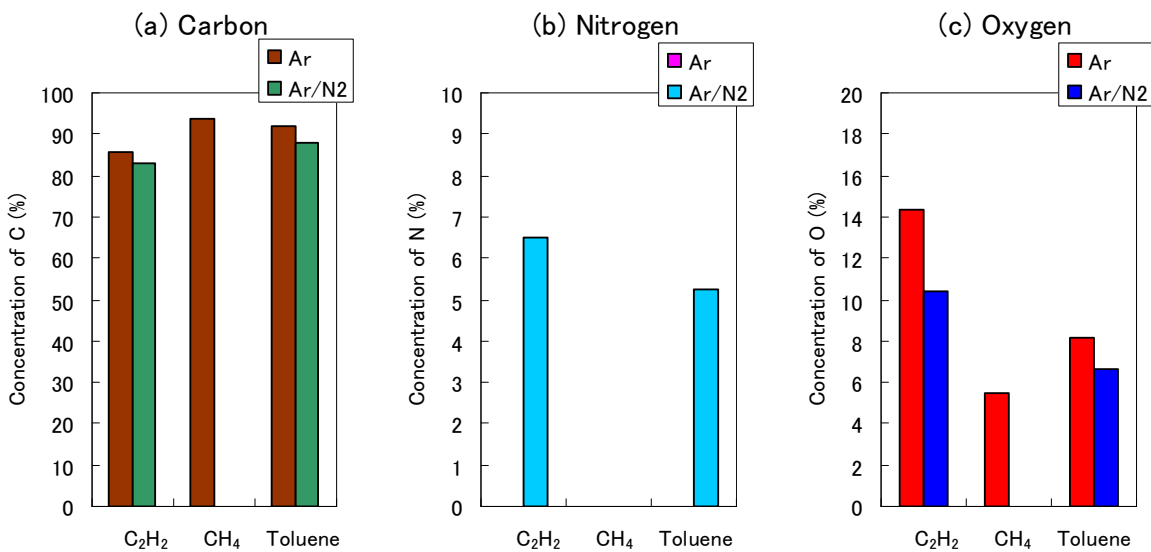 (a) Carbon
Ar
Ar/N2
Concentration of C (%)
100
90
80
70
60
50
40
30
20
10
0
C₂H₂ CH₄ Toluene
(b) Nitrogen
Ar
Ar/N2
Concentration of N (%)
10
9
8
7
6
5
4
3
2
1
0
C₂H₂ CH₄ Toluene
(c) Oxygen
Ar
Ar/N2
Concentration of O (%)
20
18
16
14
12
10
8
6
4
2
0
C₂H₂ CH₄ Toluene